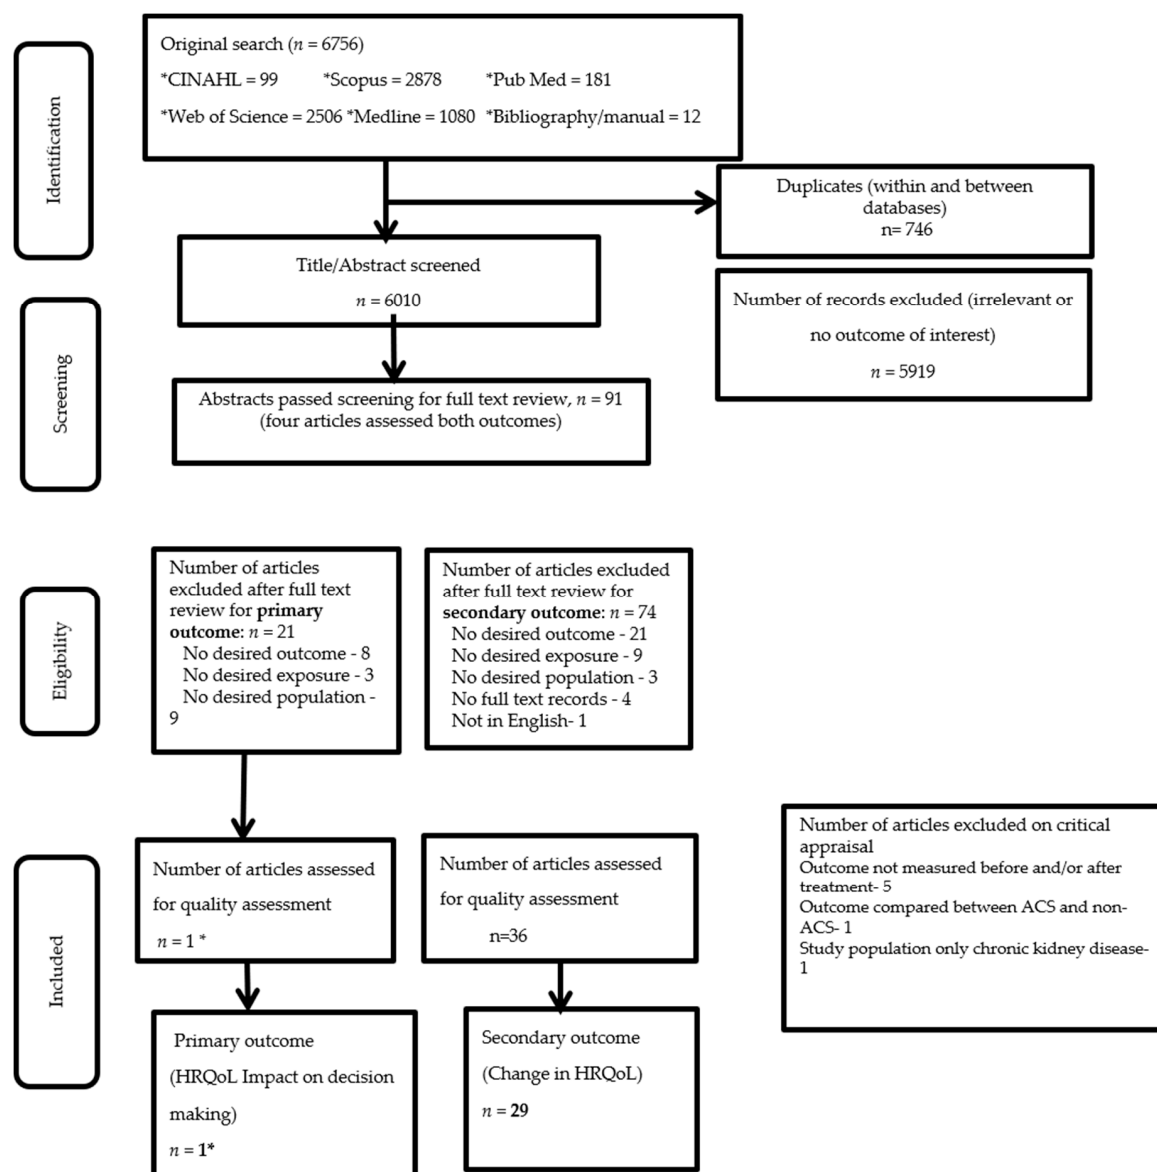 Identification
Original search (n = 6756)
*CINAHL = 99 *Scopus = 2878 *Pub Med = 181
*Web of Science = 2506 *Medline = 1080 *Bibliography/manual = 12
Duplicates (within and between
databases)
n= 746
Title/Abstract screened
n = 6010
Number of records excluded (irrelevant or
no outcome of interest)
n = 5919
Screening
Abstracts passed screening for full text review, n = 91
(four articles assessed both outcomes)
Eligibility
Number of articles
excluded after full text
review for primary
outcome: n = 21
No desired outcome - 8
No desired exposure - 3
No desired population -
9
Number of articles excluded
after full text review for
secondary outcome: n = 74
No desired outcome - 21
No desired exposure - 9
No desired population - 3
No full text records - 4
Not in English- 1
Included
Number of articles assessed
for quality assessment
n = 1 *
Number of articles assessed
for quality assessment
n=36
Number of articles excluded on critical
appraisal
Outcome not measured before and/or after
treatment- 5
Outcome compared between ACS and non-
ACS- 1
Study population only chronic kidney disease-
1
Primary outcome
(HRQoL Impact on decision
making)
n = 1*
Secondary outcome
(Change in HRQoL)
n = 29